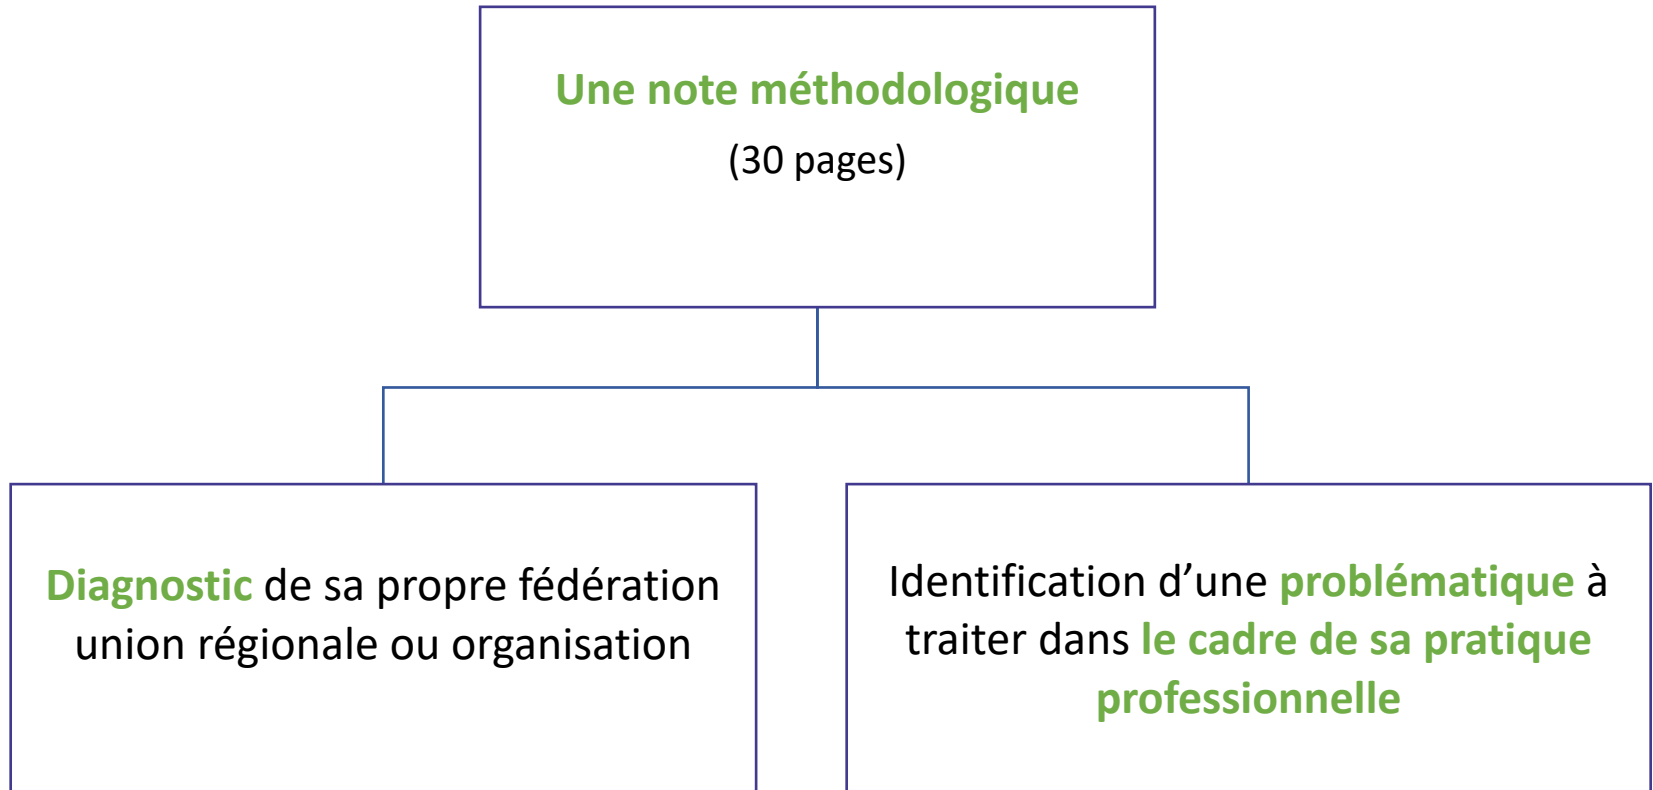 Une note méthodologique
(30 pages)
Diagnostic de sa propre fédération
union régionale ou organisation
Identification d’une problématique à
traiter dans le cadre de sa pratique
professionnelle